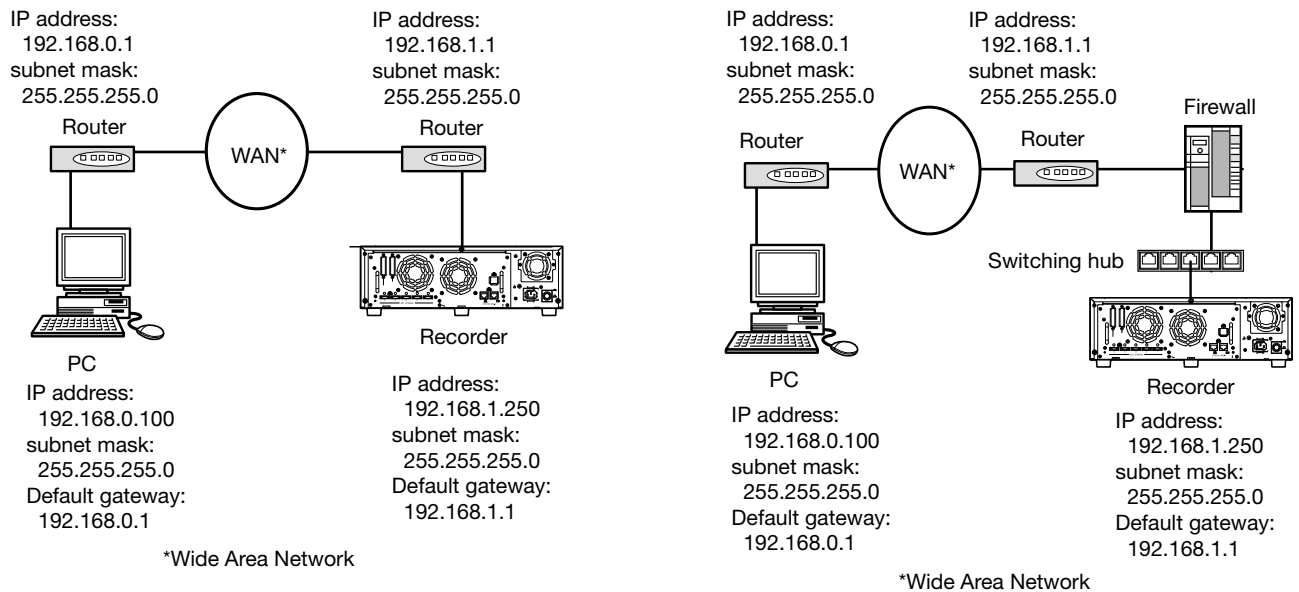 IP address:
192.168.0.1
subnet mask:
255.255.255.0
Router
IP address:
192.168.1.1
subnet mask:
255.255.255.0
Router
WAN*
PC
IP address:
192.168.0.100
subnet mask:
255.255.255.0
Default gateway:
192.168.0.1
Recorder
IP address:
192.168.1.250
subnet mask:
255.255.255.0
Default gateway:
192.168.1.1
*Wide Area Network
IP address:
192.168.0.1
subnet mask:
255.255.255.0
Router
IP address:
192.168.1.1
subnet mask:
255.255.255.0
Router
WAN*
Firewall
Switching hub
PC
IP address:
192.168.0.100
subnet mask:
255.255.255.0
Default gateway:
192.168.0.1
Recorder
IP address:
192.168.1.250
subnet mask:
255.255.255.0
Default gateway:
192.168.1.1
*Wide Area Network